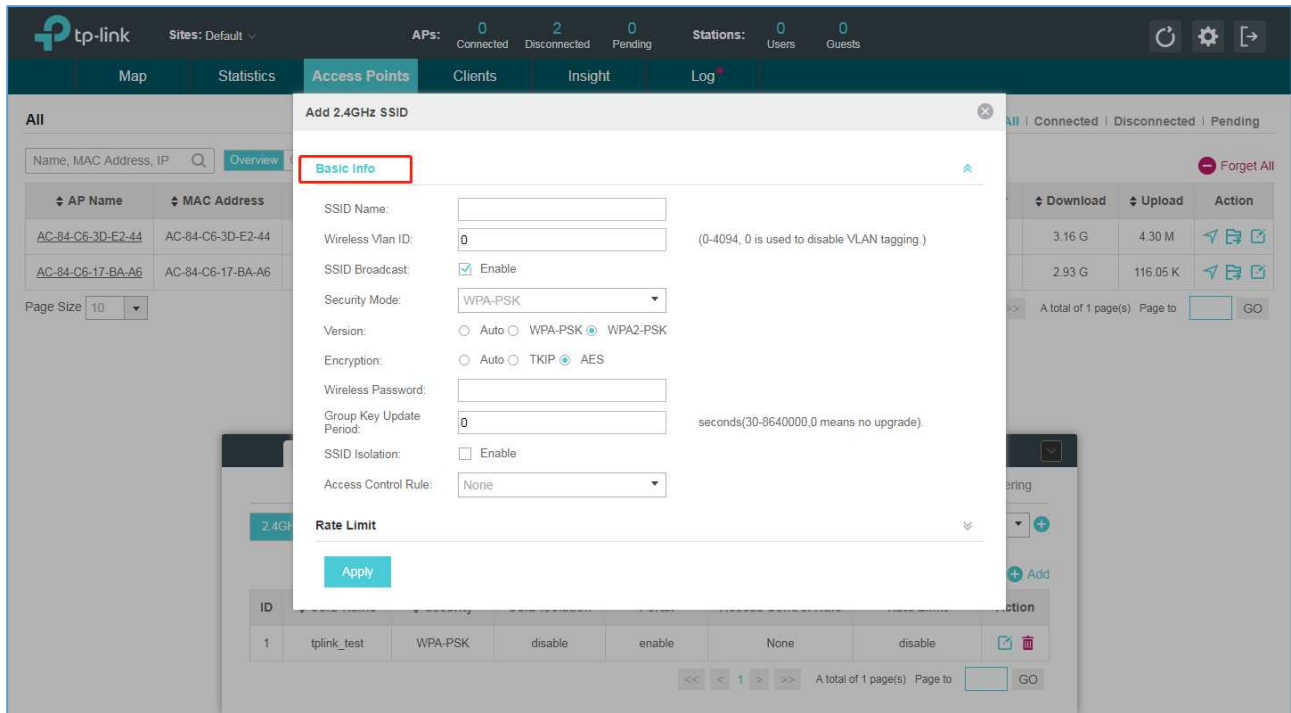 tp-link Sites: Default APs: 0 Connected 2 Disconnected 0 Pending Stations: 0 Users 0 Guests
Map Statistics Access Points Clients Insight Log
All All | Connected | Disconnected | Pending
Name, MAC Address, IP Overview Forget All
AP Name MAC Address Download Upload Action
AC-84-C6-3D-E2-44 AC-84-C6-3D-E2-44 3.16 G 4.30 M
AC-84-C6-17-BA-A6 AC-84-C6-17-BA-A6 2.93 G 116.05 K
Page Size 10 >> A total of 1 page(s) Page to GO
Add 2.4GHz SSID
Basic Info
SSID Name:
Wireless Vlan ID: 0 (0-4094, 0 is used to disable VLAN tagging.)
SSID Broadcast: Enable
Security Mode: WPA-PSK
Version: Auto WPA-PSK WPA2-PSK
Encryption: Auto TKIP AES
Wireless Password:
Group Key Update
Period: 0 seconds(30-8640000,0 means no upgrade).
SSID Isolation: Enable
Access Control Rule: None
Rate Limit
Apply
Add
ID
1 tplink_test WPA-PSK disable enable None disable
<< < 1 > >> A total of 1 page(s) Page to GO